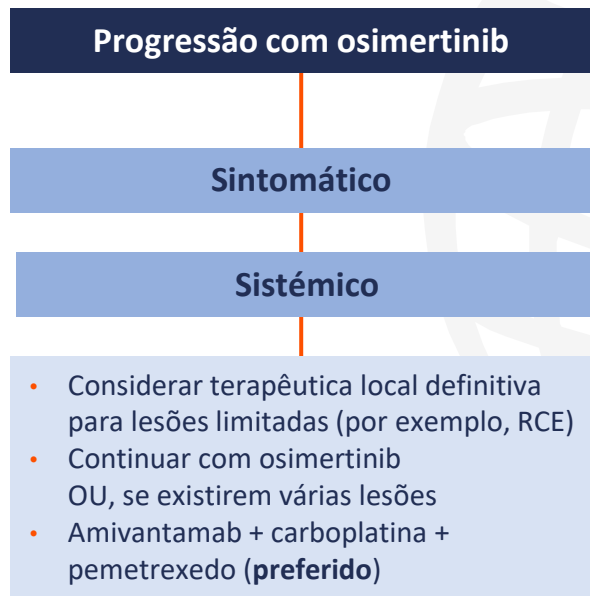 Progressão com osimertinib
Sintomático
Sistémico
• Considerar terapêutica local definitiva
para lesões limitadas (por exemplo, RCE)
• Continuar com osimertinib
OU, se existirem várias lesões
• Amivantamab + carboplatina +
pemetrexedo (preferido)